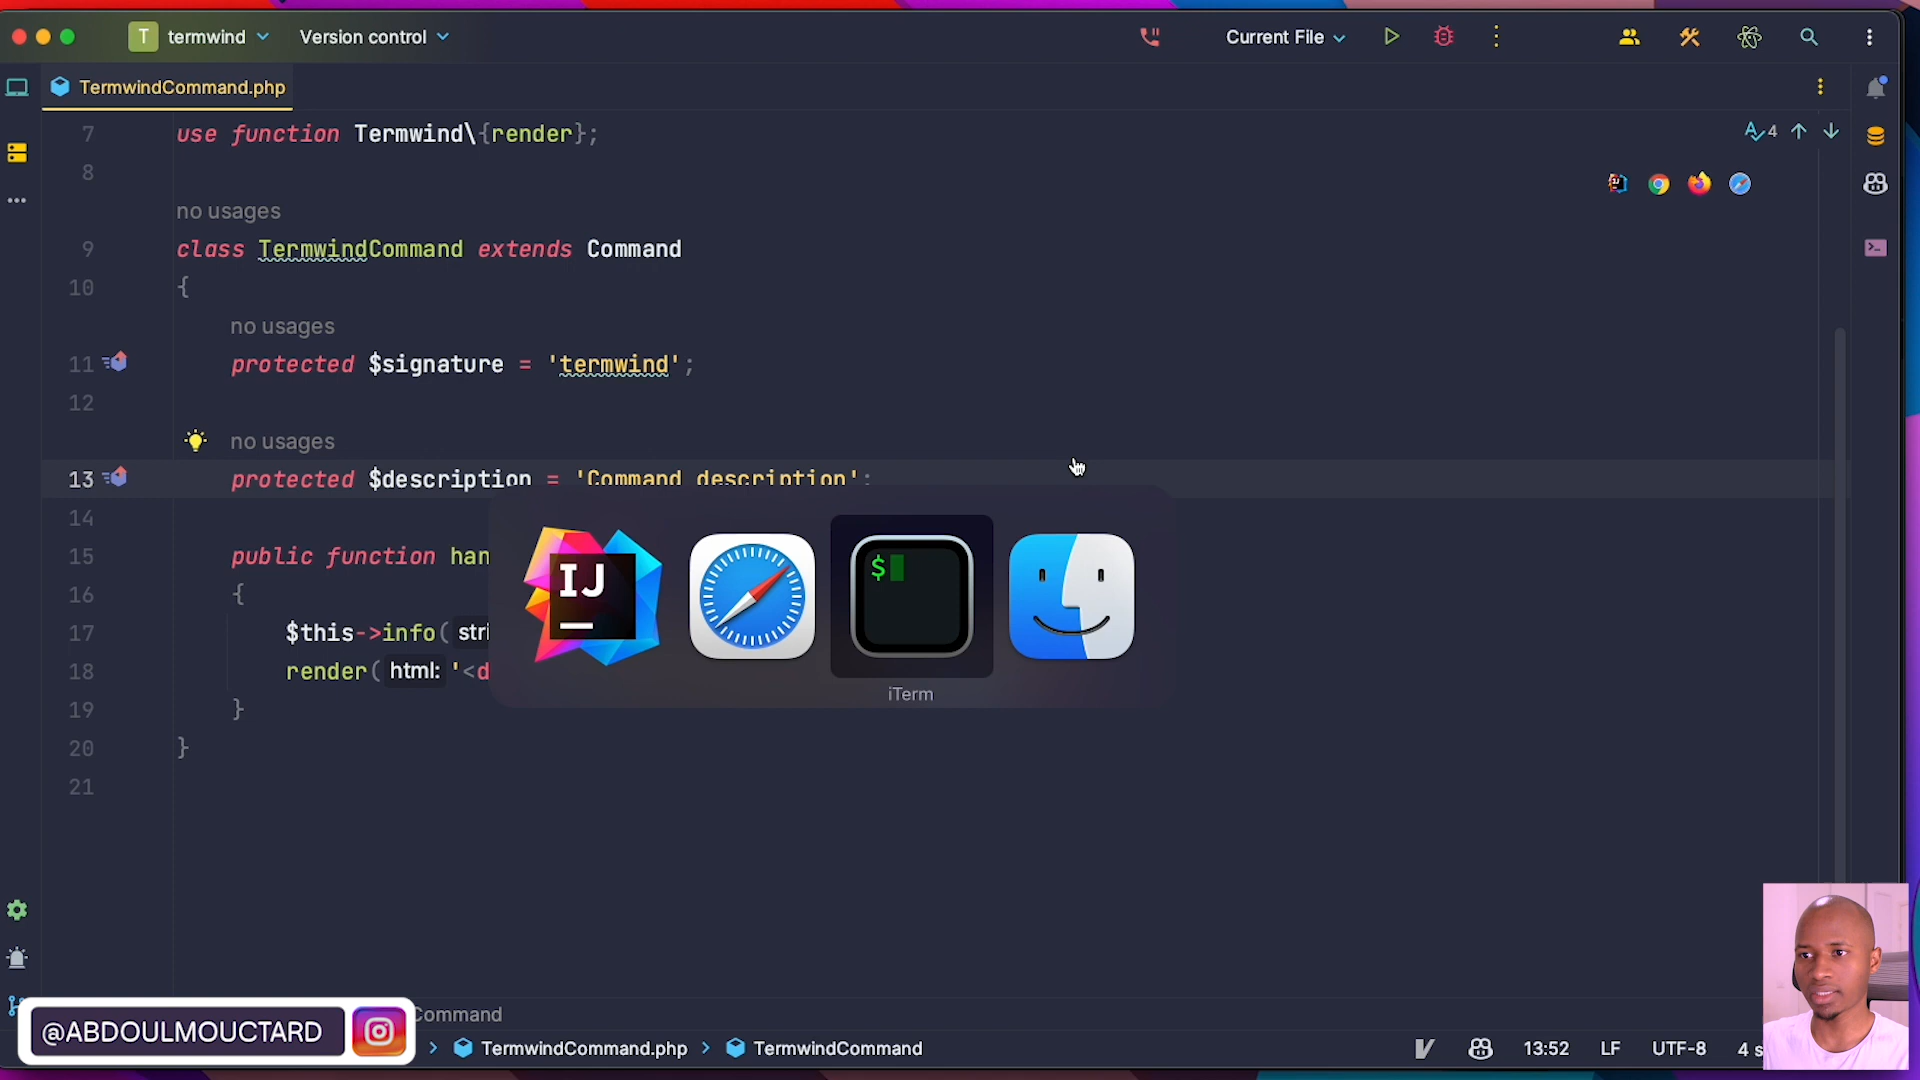 T termwind Version control Current File
TermwindCommand.php
7 use function Termwind\{render};
4
8
no usages
9 class TermwindCommand extends Command
10 {
no usages
11 protected $signature = 'termwind';
12
no usages
13 protected $description = 'Command description';
14
15 public function han
16 {
17 $this->info( stri
18 render( html: '<d
19 }
20 }
21
IJ
$
iTerm
@ABDOULMOUCTARD
Command
> TermwindCommand.php > TermwindCommand 13:52 LF UTF-8 4 s